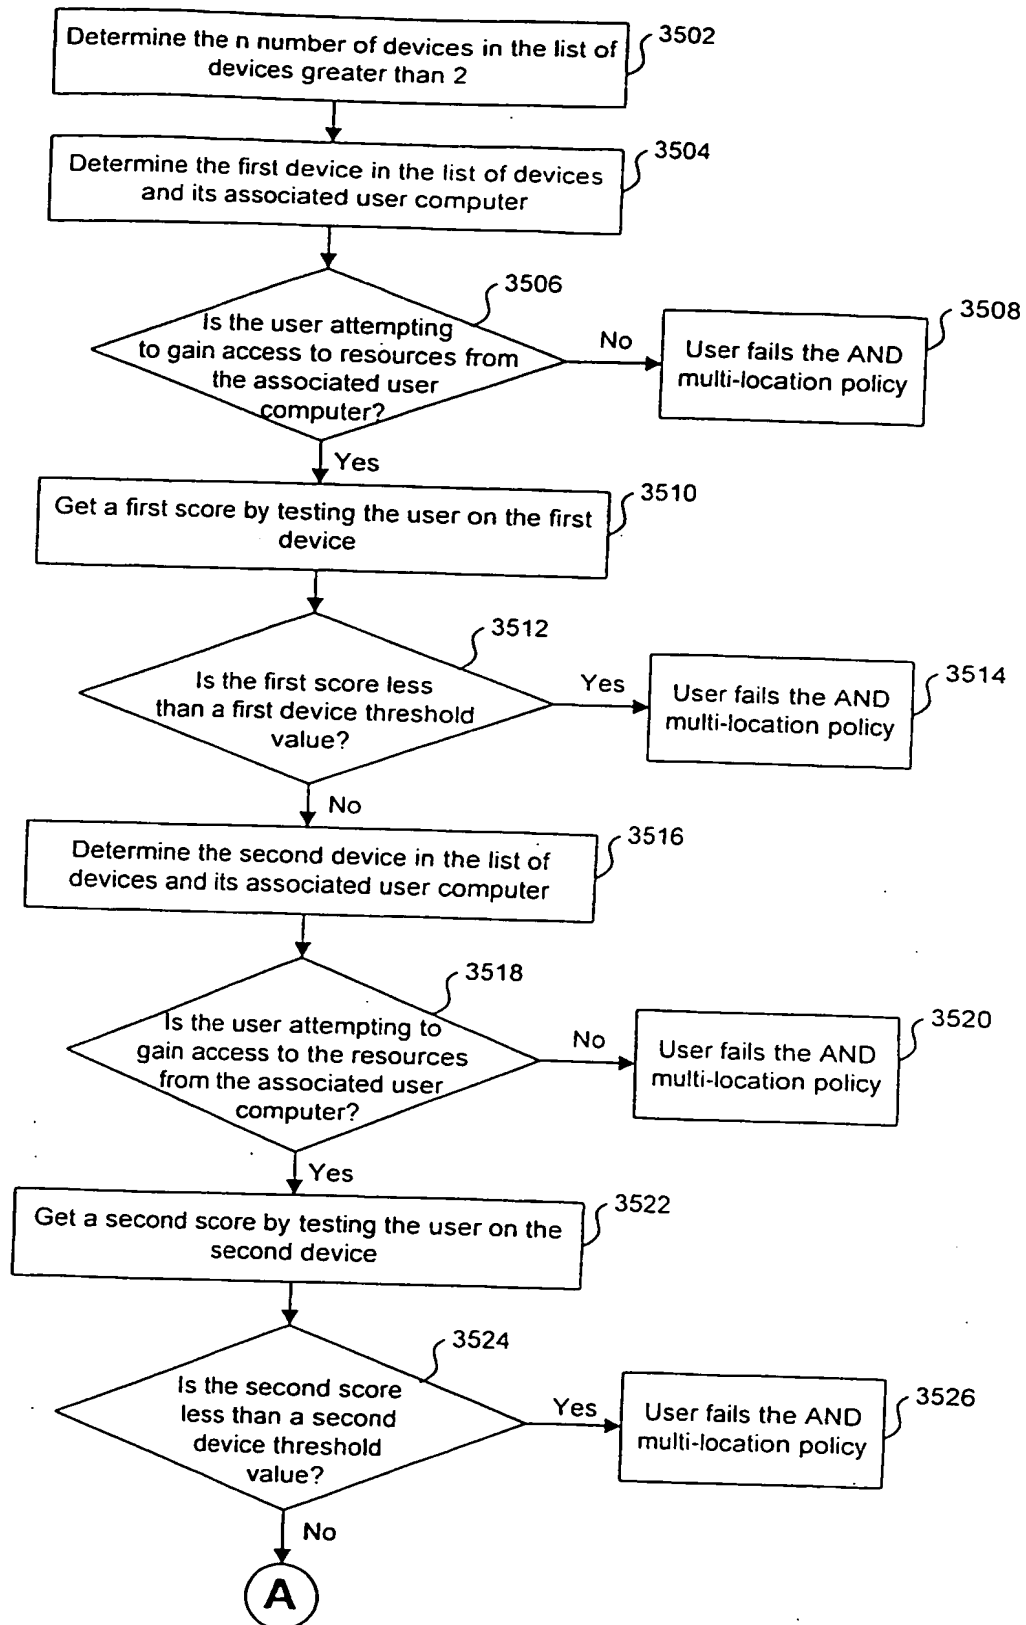 Determine the n number of devices in the list of
devices greater than 2
3502
Determine the first device in the list of devices
and its associated user computer
3504
3506
Is the user attempting
to gain access to resources from
the associated user
computer?
No
User fails the AND
multi-location policy
3508
Yes
Get a first score by testing the user on the first
device
3510
3512
Is the first score less
than a first device threshold
value?
Yes
User fails the AND
multi-location policy
3514
No
Determine the second device in the list of
devices and its associated user computer
3516
3518
Is the user attempting to
gain access to the resources
from the associated user
computer?
No
User fails the AND
multi-location policy
3520
Yes
Get a second score by testing the user on the
second device
3522
3524
Is the second score
less than a second
device threshold
value?
Yes
User fails the AND
multi-location policy
3526
No
A